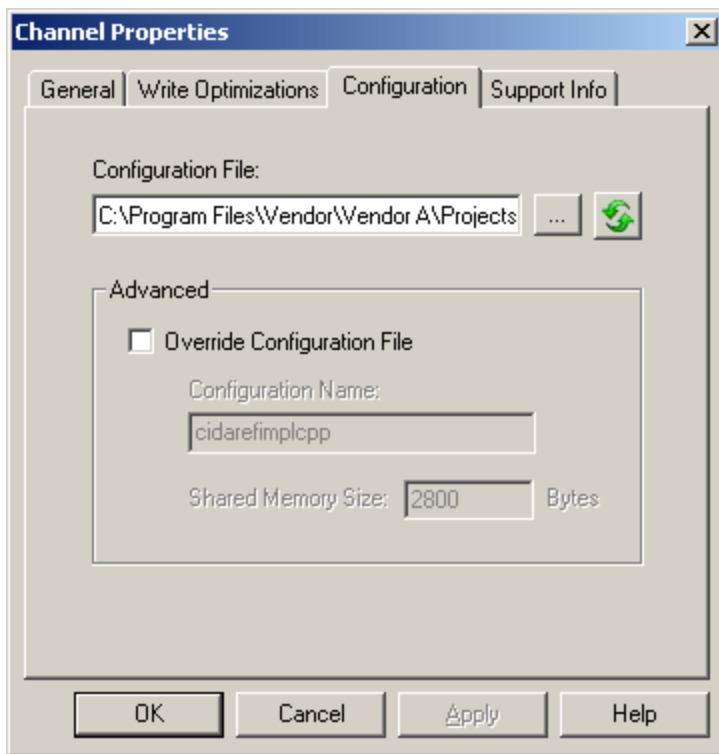 Channel Properties
General Write Optimizations Configuration Support Info
Configuration File:
C:\Program Files\Vendor\Vendor A\Projects ...
Advanced
Override Configuration File
Configuration Name:
cidarefimplcpp
Shared Memory Size: 2800 Bytes
OK Cancel Apply Help